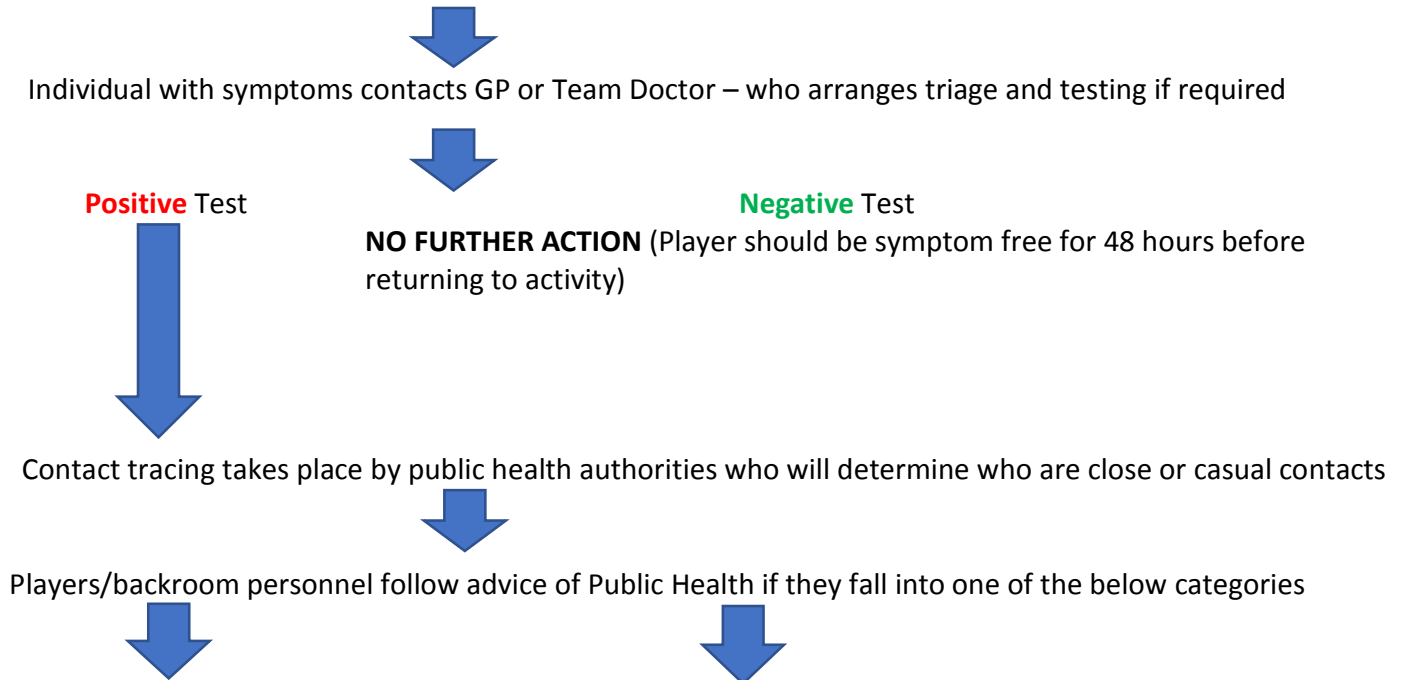 Individual with symptoms contacts GP or Team Doctor – who arranges triage and testing if required
Positive Test
Negative Test
NO FURTHER ACTION (Player should be symptom free for 48 hours before
returning to activity)
Contact tracing takes place by public health authorities who will determine who are close or casual contacts
Players/backroom personnel follow advice of Public Health if they fall into one of the below categories